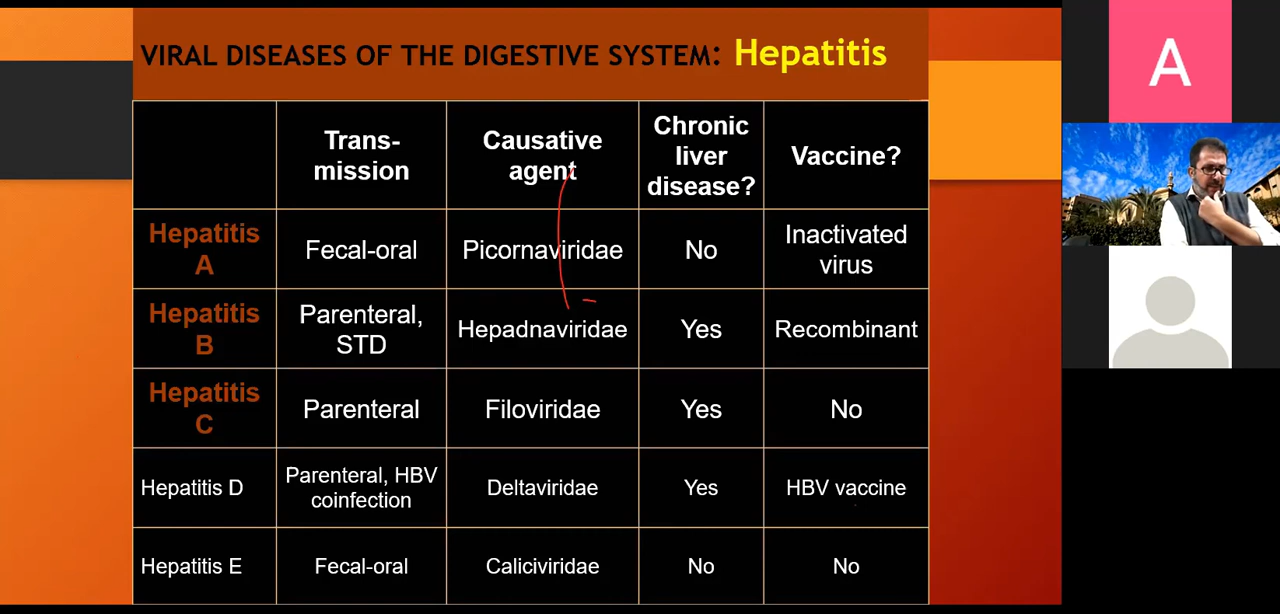 VIRAL DISEASES OF THE DIGESTIVE SYSTEM: Hepatitis
Trans-
mission
Causative
agent
Chronic
liver
disease?
Vaccine?
Hepatitis
A
Fecal-oral
Picornaviridae
No
Inactivated
virus
Hepatitis
B
Parenteral,
STD
Hepadnaviridae
Yes
Recombinant
Hepatitis
C
Parenteral
Filoviridae
Yes
No
Hepatitis D
Parenteral, HBV
coinfection
Deltaviridae
Yes
HBV vaccine
Hepatitis E
Fecal-oral
Caliciviridae
No
No
A